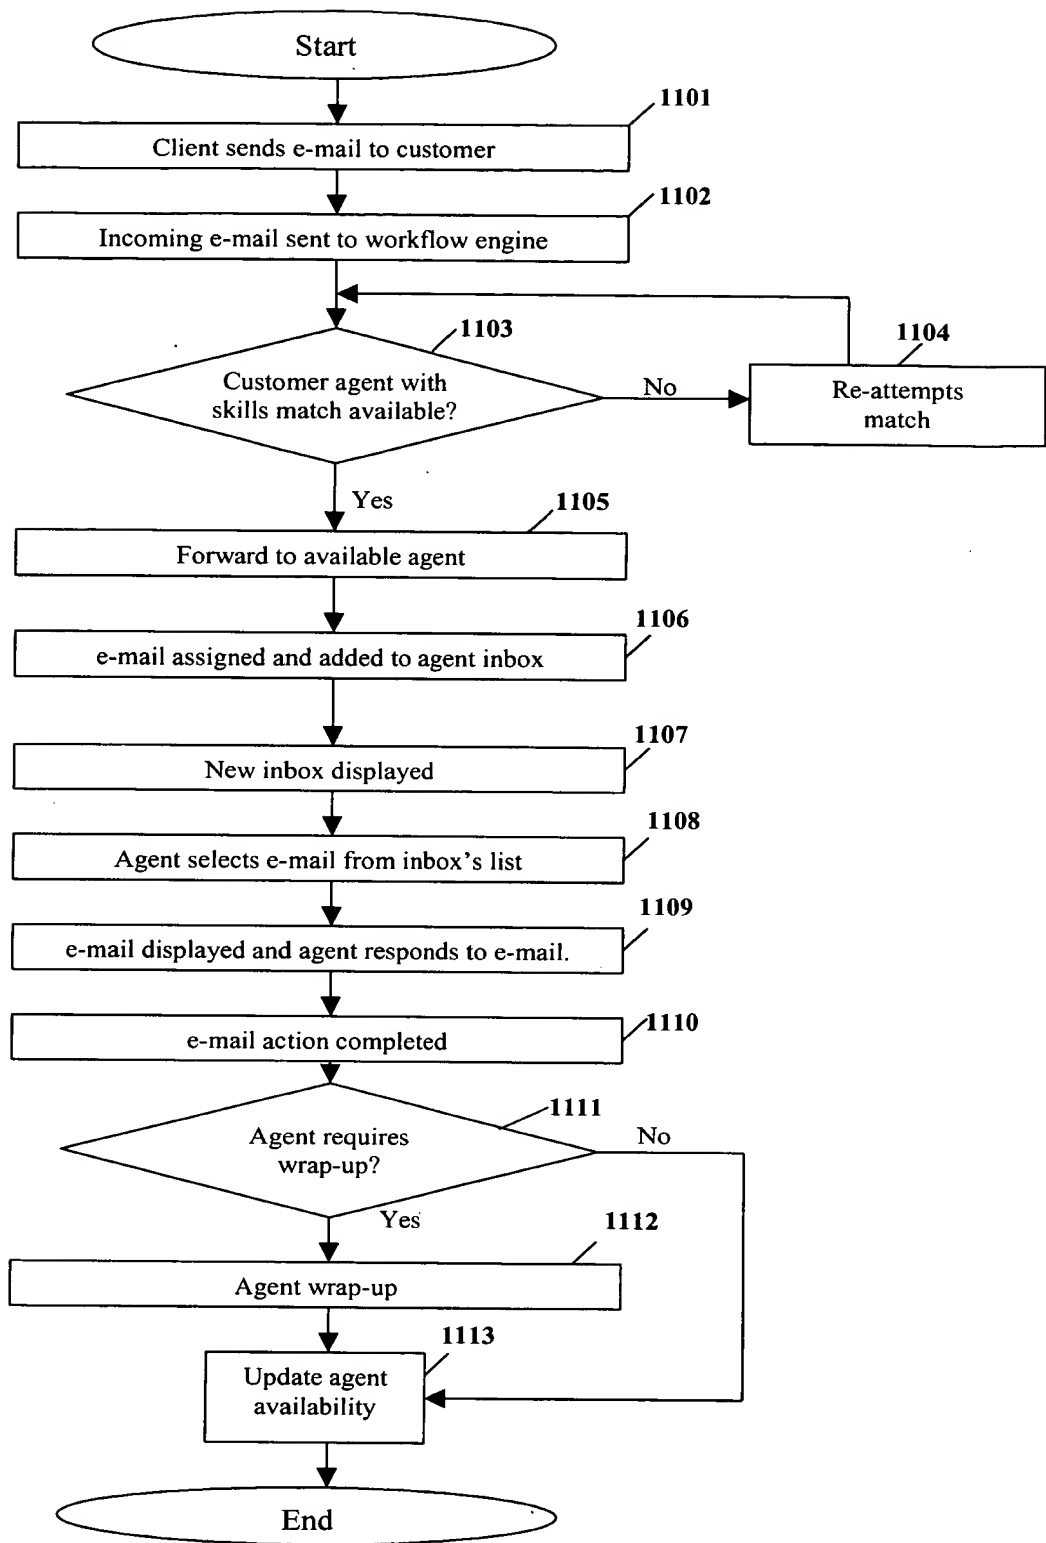 Start
1101
Client sends e-mail to customer
1102
Incoming e-mail sent to workflow engine
1103
Customer agent with
skills match available?
No
1104
Re-attempts
match
Yes
1105
Forward to available agent
1106
e-mail assigned and added to agent inbox
1107
New inbox displayed
1108
Agent selects e-mail from inbox's list
1109
e-mail displayed and agent responds to e-mail.
1110
e-mail action completed
1111
Agent requires
wrap-up?
No
Yes
1112
Agent wrap-up
1113
Update agent
availability
End